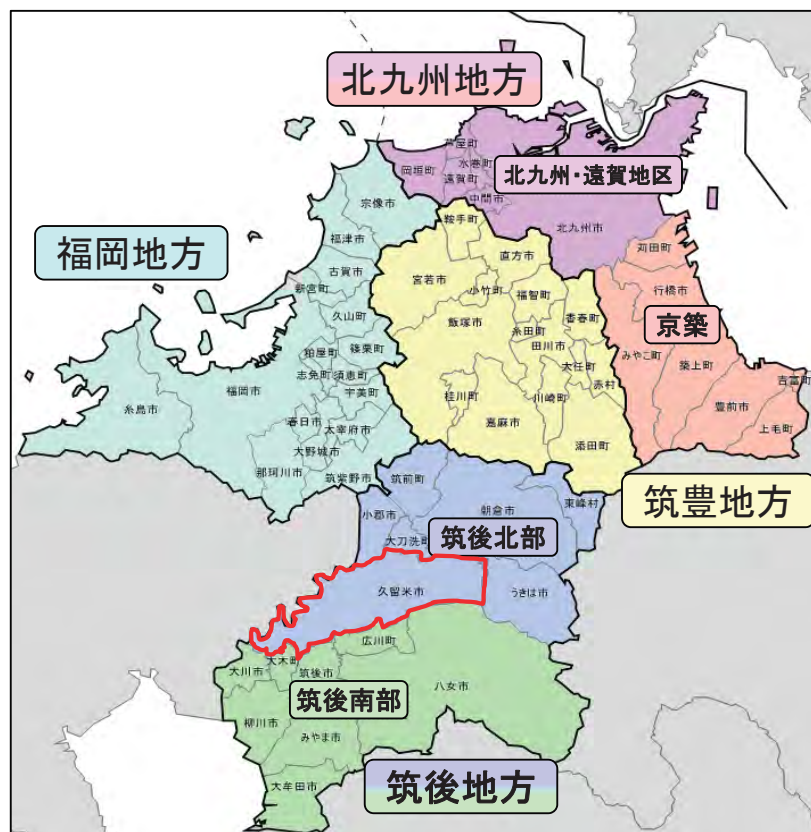 北九州地方
芦屋町
水巻町
岡垣町
遠賀町
北九州・遠賀地区
中間市
宗像市
鞍手町
北九州市
福津市
苅田町
福岡地方
直方市
古賀市
宮若市
小竹町
福智町
行橋市
新宮町
久山町
飯塚市
香春町
京築
糸田町
粕屋町
篠栗町
田川市
みやこ町
築上町
志免町
須恵町
大任町
吉富町
福岡市
宇美町
赤村
糸島市
桂川町
川崎町
豊前市
春日市
太宰府市
嘉麻市
上毛町
大野城市
添田町
那珂川市
筑紫野市
筑前町
筑豊地方
東峰村
小郡市
朝倉市
大刀洗町
筑後北部
久留米市
うきは市
広川町
大木町
大川市
筑後市
八女市
筑後南部
柳川市
みやま市
大牟田市
筑後地方